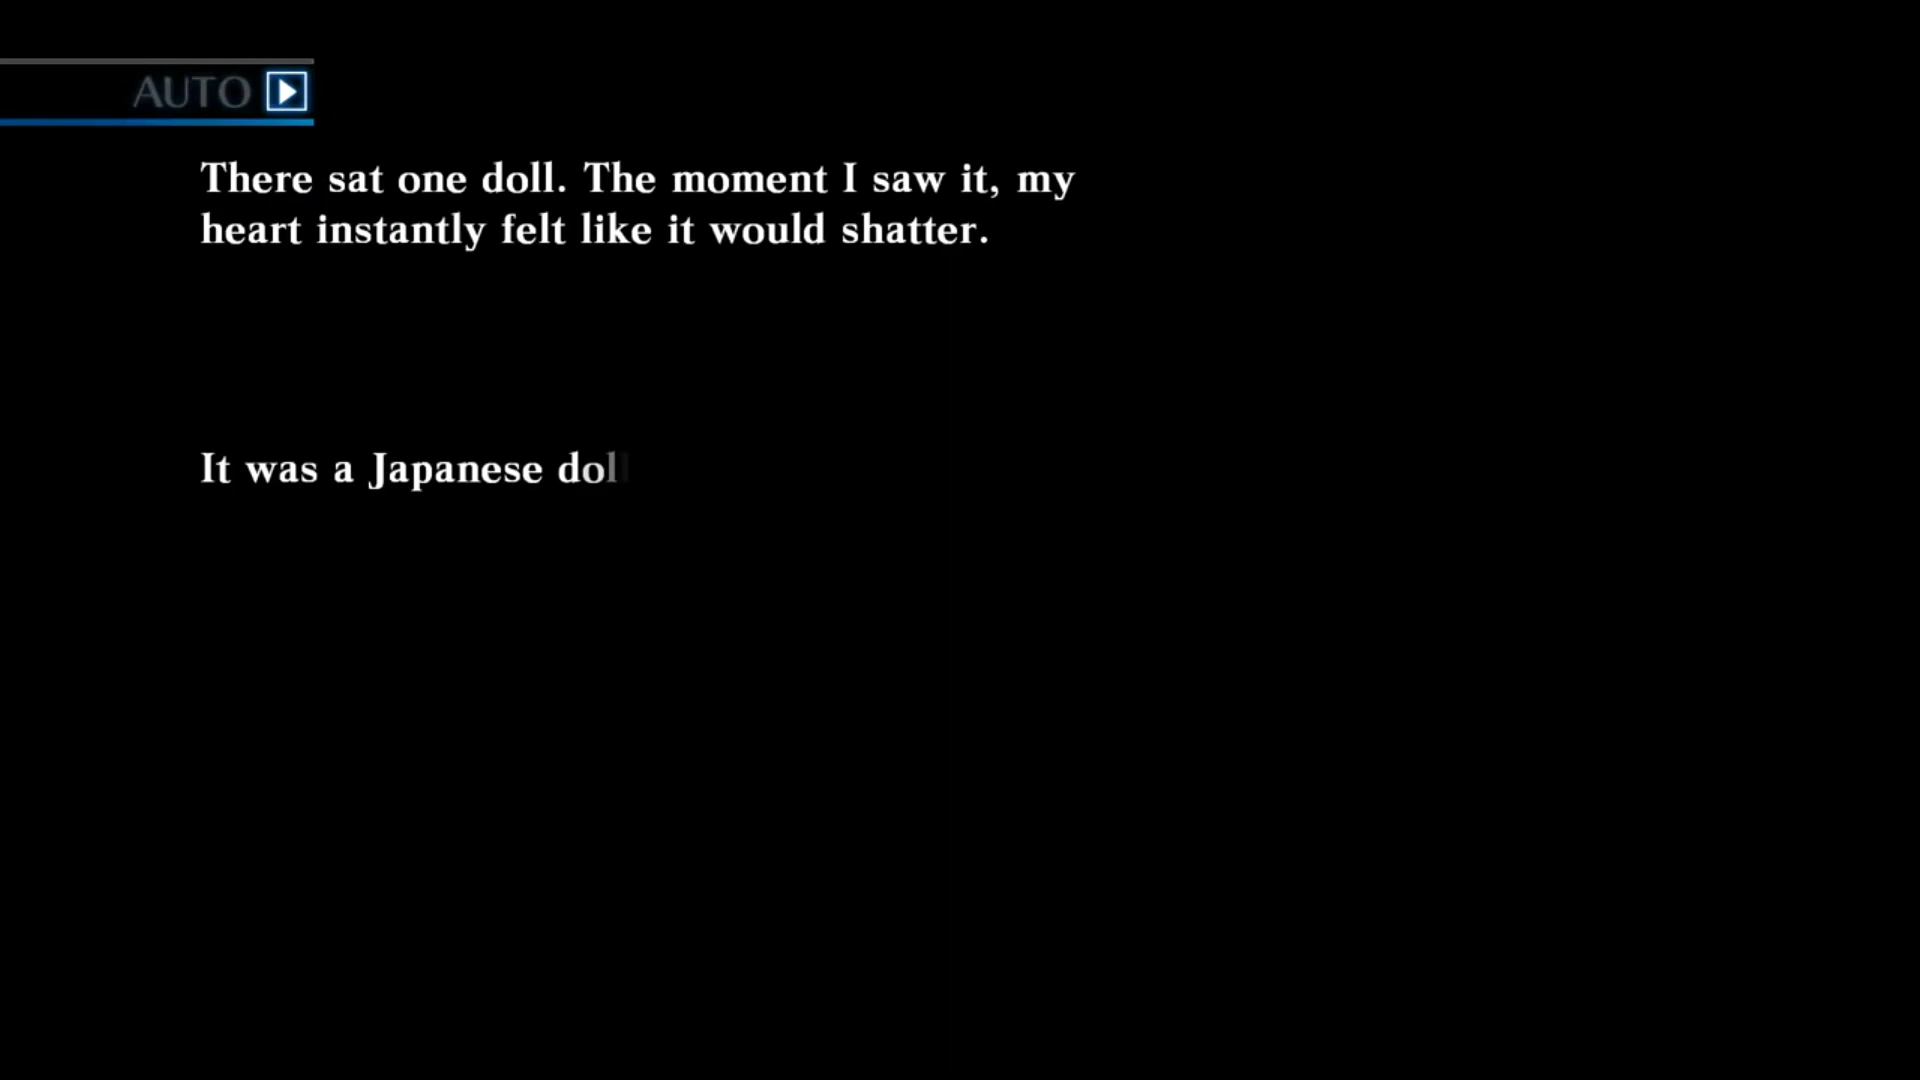 AUTO
There sat one doll. The moment I saw it, my
heart instantly felt like it would shatter.
It was a Japanese doll